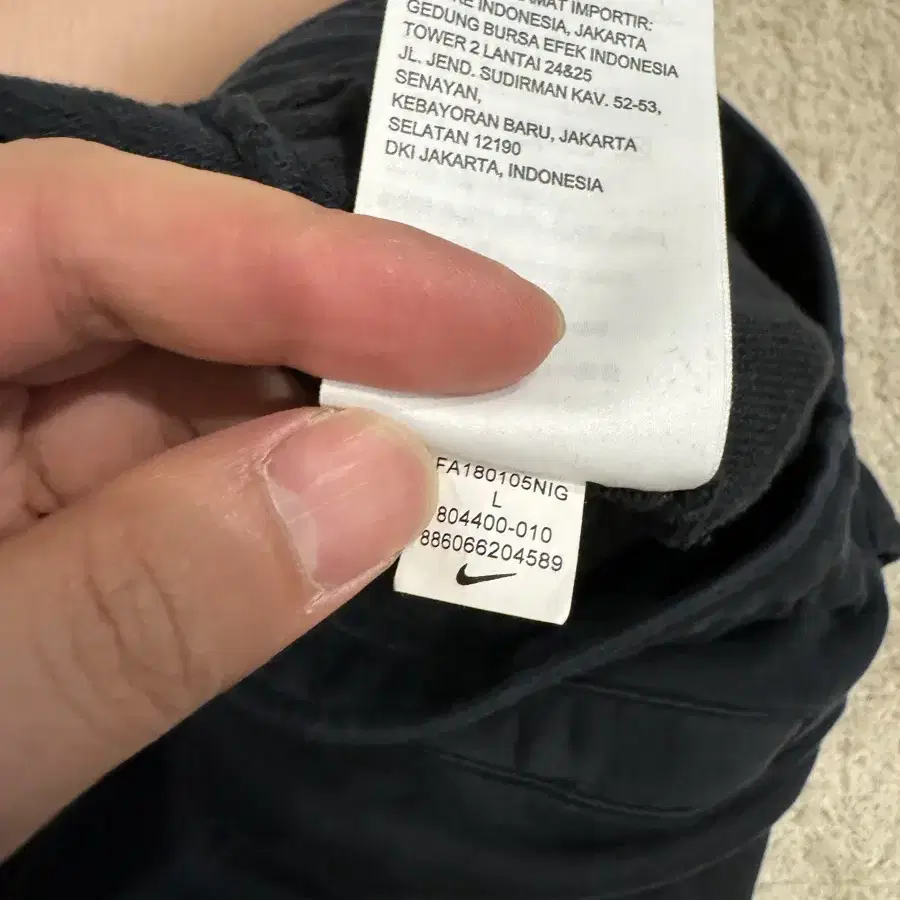 IMPORTIR:
INDONESIA, JAKARTA
GEDUNG BURSA EFEK INDONESIA
TOWER 2 LANTAI 24&25
JL. JEND. SUDIRMAN KAV. 52-53,
SENAYAN,
KEBAYORAN BARU, JAKARTA
SELATAN 12190
DKI JAKARTA, INDONESIA
FA180105NIG
L
804400-010
886066204589